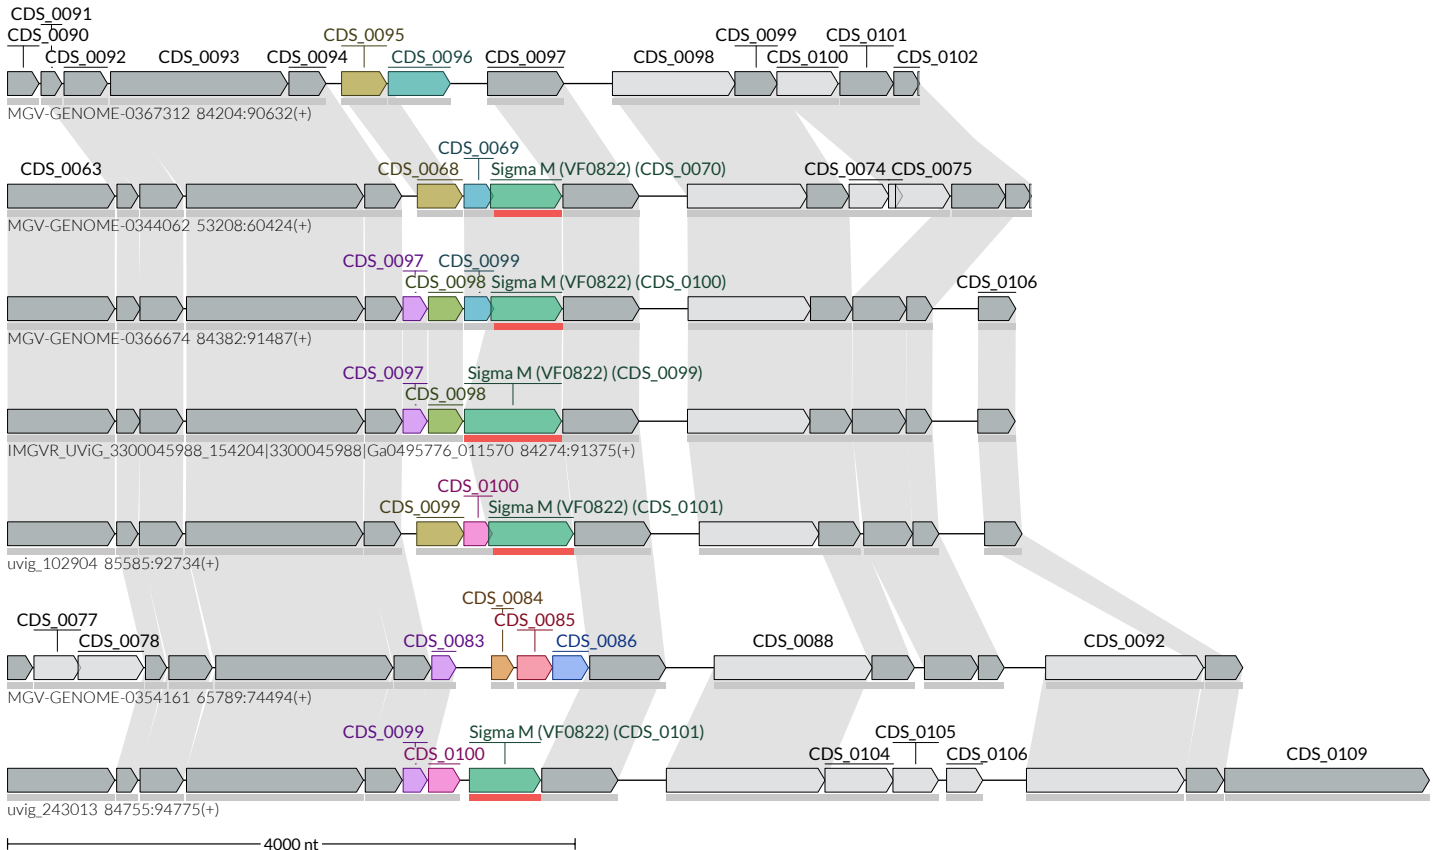 CDS_0091
CDS_0090 CDS_0095 CDS_0099 CDS_0101
CDS_0092 CDS_0093 CDS_0094 CDS_0096 CDS_0097 CDS_0098 CDS_0100 CDS_0102
MGV-GENOME-0367312 84204:90632(+)
CDS_0069
CDS_0063 CDS_0068 Sigma M (VF0822) (CDS_0070) CDS_0074 CDS_0075
MGV-GENOME-0344062 53208:60424(+)
CDS_0097 CDS_0099
CDS_0098 Sigma M (VF0822) (CDS_0100) CDS_0106
MGV-GENOME-0366674 84382:91487(+)
CDS_0097 Sigma M (VF0822) (CDS_0099)
CDS_0098
IMGVR_UViG_3300045988_154204|3300045988|Ga0495776_011570 84274:91375(+)
CDS_0100
CDS_0099 Sigma M (VF0822) (CDS_0101)
uvig_102904 85585:92734(+)
CDS_0084
CDS_0077 CDS_0085
CDS_0078 CDS_0083 CDS_0086 CDS_0088 CDS_0092
MGV-GENOME-0354161 65789:74494(+)
CDS_0099 Sigma M (VF0822) (CDS_0101) CDS_0105
CDS_0100 CDS_0104 CDS_0106 CDS_0109
uvig_243013 84755:94775(+)
4000 nt